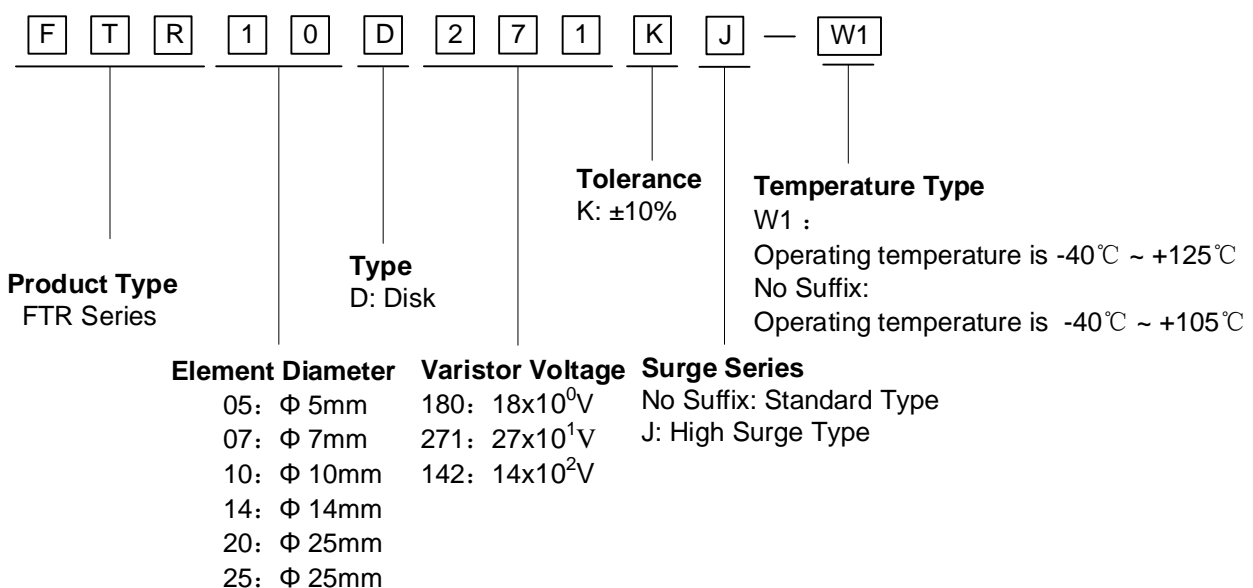 F T R 1 0 D 2 7 1 K J — W1
Product Type
FTR Series
Element Diameter
05：Φ 5mm
07：Φ 7mm
10：Φ 10mm
14：Φ 14mm
20：Φ 25mm
25：Φ 25mm
Type
D: Disk
Varistor Voltage
180：18x10⁰V
271：27x10¹V
142：14x10²V
Tolerance
K: ±10%
Surge Series
No Suffix: Standard Type
J: High Surge Type
Temperature Type
W1：
Operating temperature is -40℃ ~ +125℃
No Suffix:
Operating temperature is -40℃ ~ +105℃